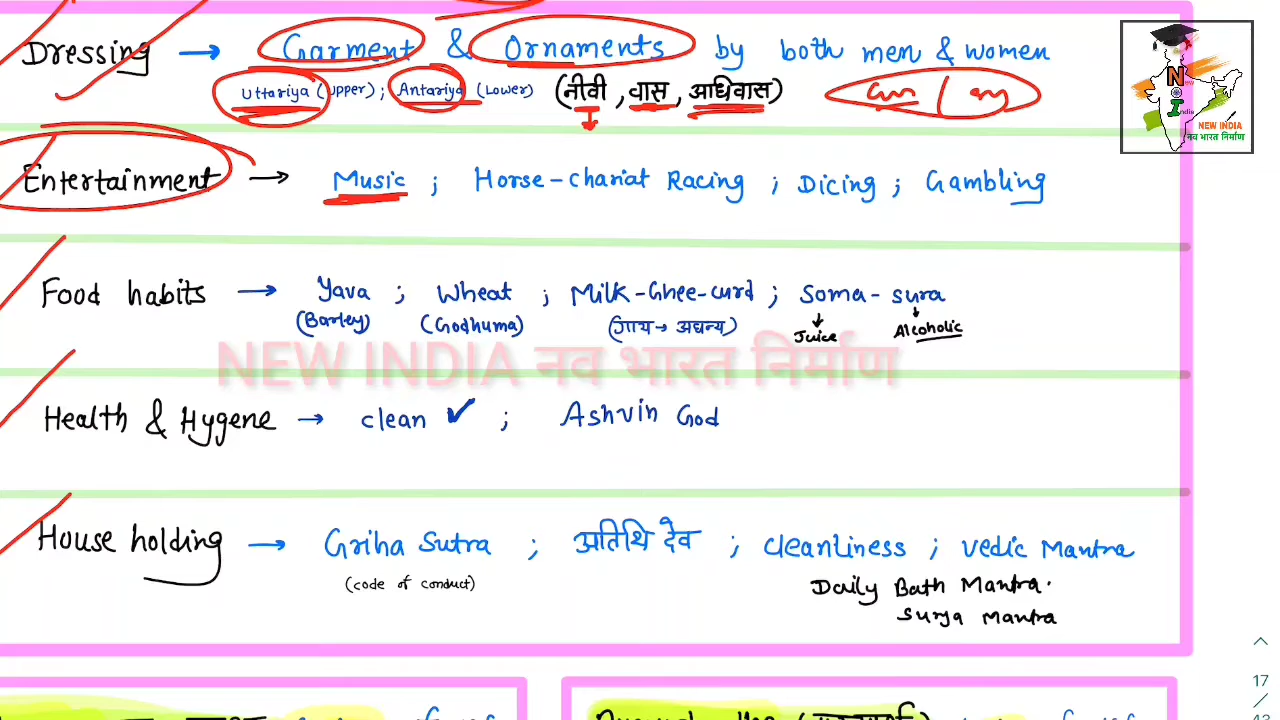 Dressing → Garment & Ornaments by both men & women
Uttariya (Upper) ; Antariya (Lower) (नीवी , वास , आधिवास)
NEW INDIA
नव भारत निर्माण
Entertainment → Music ; Horse-chariat Racing ; Dicing ; Gambling
Food habits → Yava ; Wheat ; Milk-Ghee-curd ; Soma - sura
(Barley) (Godhuma) (गाय → अघन्य) Juice Alcoholic
NEW INDIA नव भारत निर्माण
Health & Hygene → clean ✓ ; Ashvin God
House holding → Griha Sutra ; अतिथि देव ; cleanliness ; vedic Mantra
(code of conduct) Daily Bath Mantra.
Surya Mantra
17
/